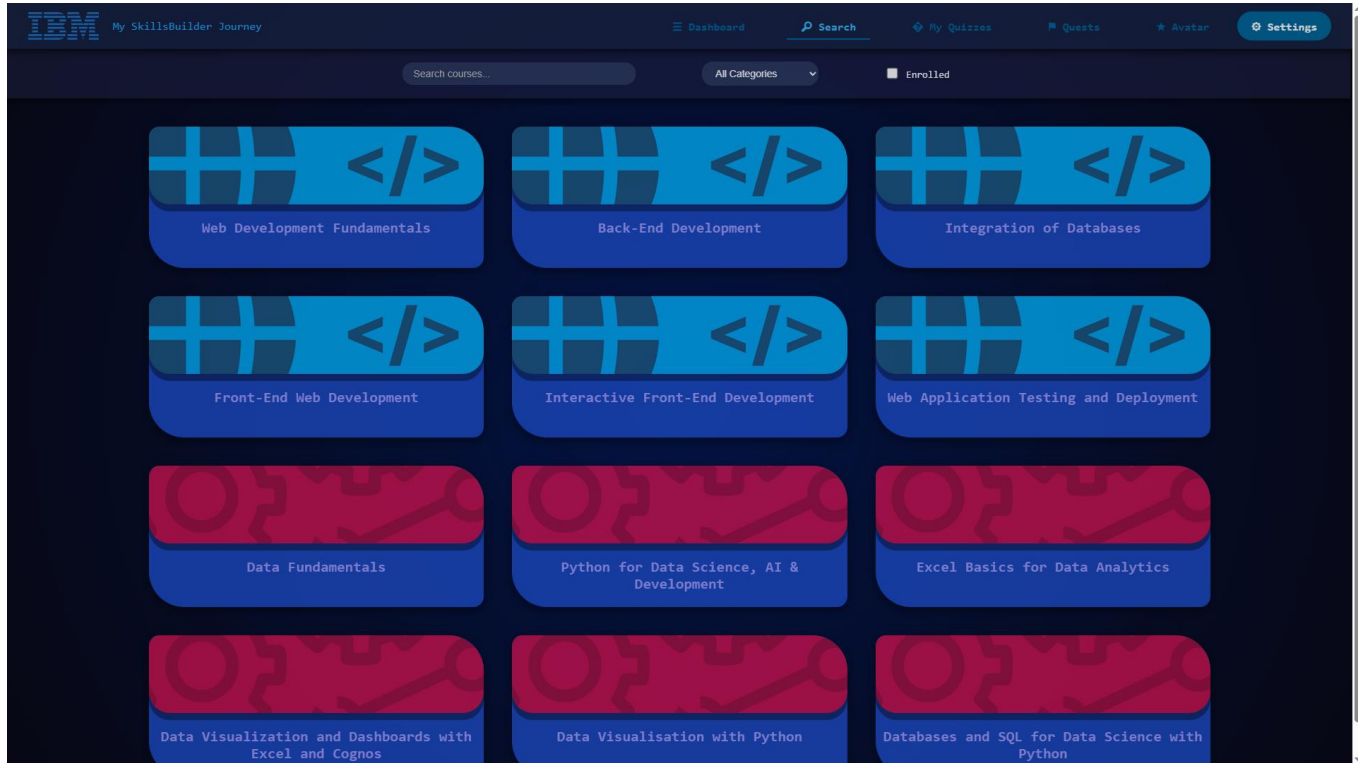 IBM My SkillsBuilder Journey Dashboard Search My Quizzes Quests Avatar Settings
Search courses... All Categories Enrolled
</> </> </>
Web Development Fundamentals Back-End Development Integration of Databases
</> </> </>
Front-End Web Development Interactive Front-End Development Web Application Testing and Deployment
Data Fundamentals
Python for Data Science, AI &
Development
Excel Basics for Data Analytics
Data Visualization and Dashboards with
Excel and Cognos
Data Visualisation with Python
Databases and SQL for Data Science with
Python